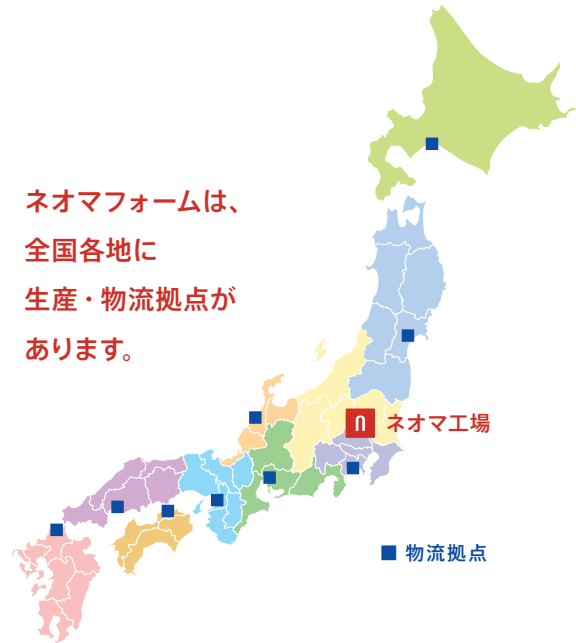 ネオマフォームは、
全国各地に
生産・物流拠点が
あります。
ネオマ工場
物流拠点